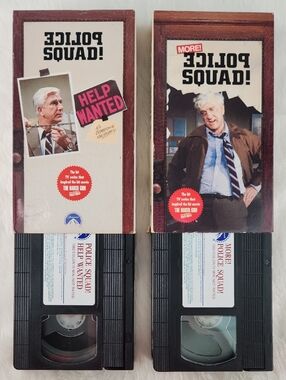 POLICE
SQUAD!
HELP
WANTED
The hit
TV series that
inspired the hit movie
THE NAKED GUN
MORE!
POLICE
SQUAD!
The hit
TV series that
inspired the hit movie
THE NAKED GUN
POLICE SQUAD!
HELP WANTED
MORE!
POLICE SQUAD!